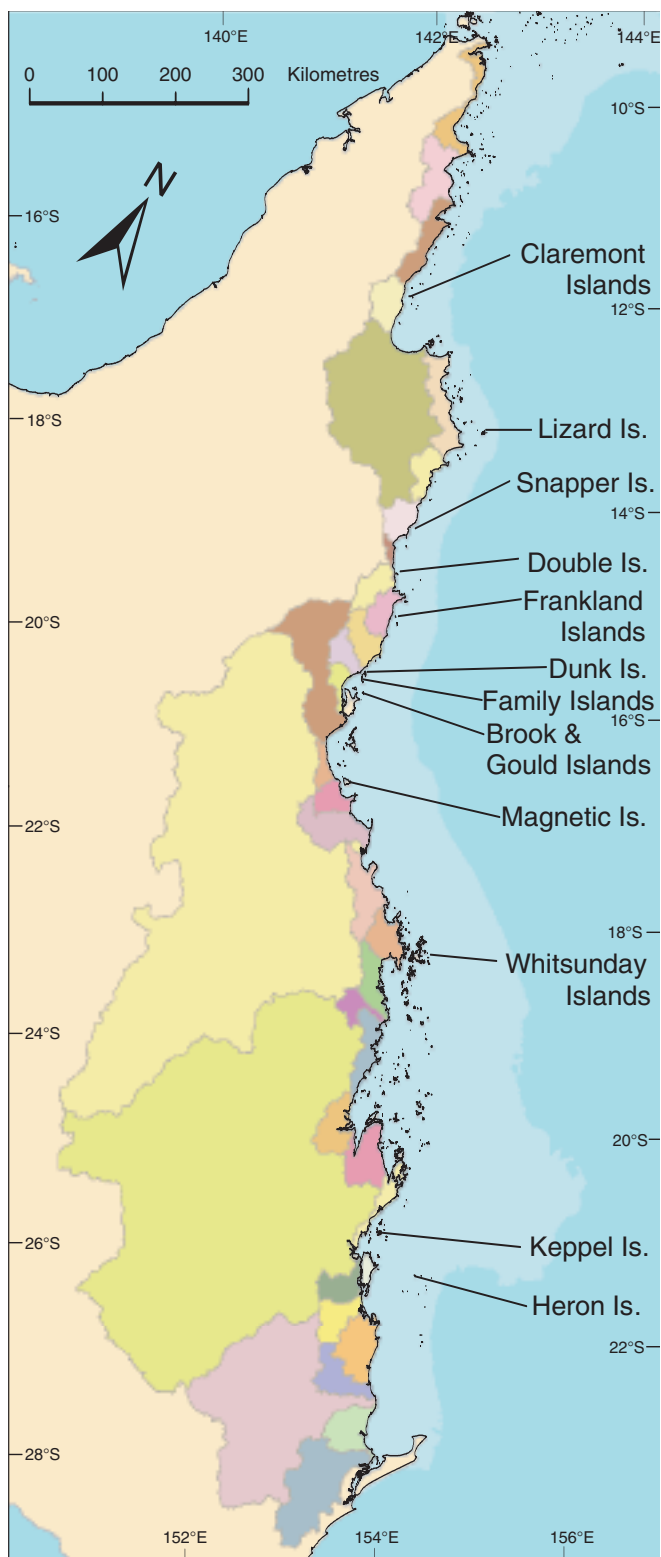 140°E
142°E
144°E
0 100 200 300 Kilometres
N
10°S
16°S
Claremont
Islands
12°S
18°S
Lizard Is.
Snapper Is.
14°S
Double Is.
20°S
Frankland
Islands
Dunk Is.
Family Islands
16°S
Brook &
Gould Islands
Magnetic Is.
22°S
18°S
Whitsunday
Islands
24°S
20°S
26°S
Keppel Is.
Heron Is.
22°S
28°S
152°E
154°E
156°E